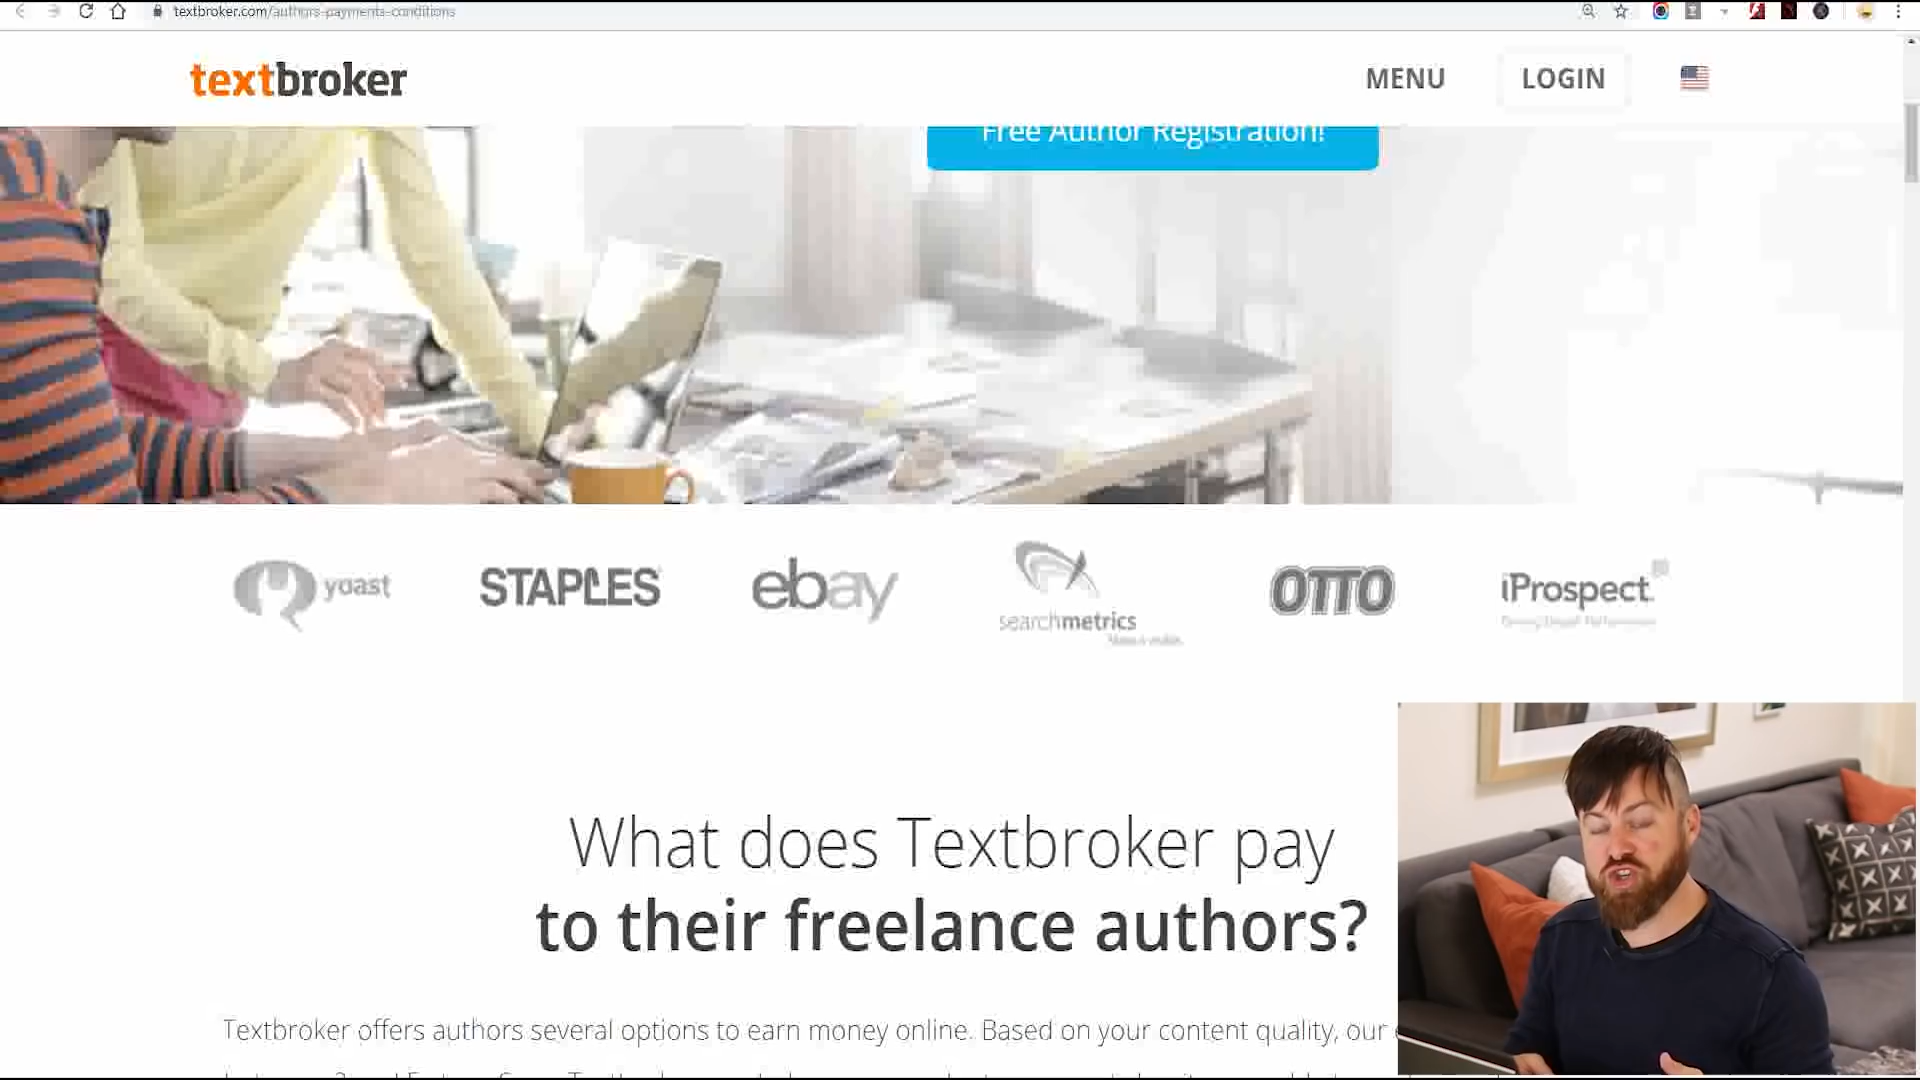 textbroker.com/authors-payments-conditions
textbroker
MENU
LOGIN
Free Author Registration!
yoast
STAPLES
ebay
searchmetrics
OTTO
iProspect.
What does Textbroker pay
to their freelance authors?
Textbroker offers authors several options to earn money online. Based on your content quality, our